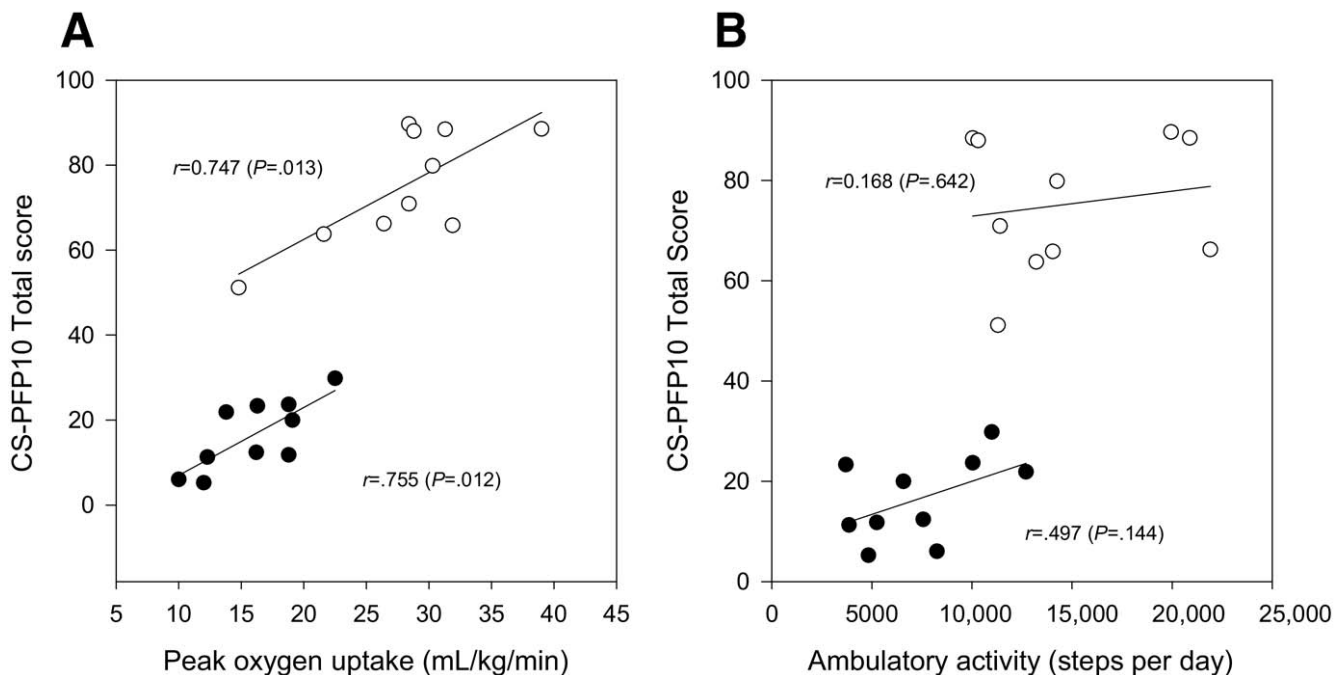 A
CS-PFP10 Total score
100
80
60
40
20
0
r=0.747 (P=.013)
r=.755 (P=.012)
5 10 15 20 25 30 35 40 45
Peak oxygen uptake (mL/kg/min)
B
CS-PFP10 Total Score
100
80
60
40
20
0
r=0.168 (P=.642)
r=.497 (P=.144)
0 5000 10,000 15,000 20,000 25,000
Ambulatory activity (steps per day)